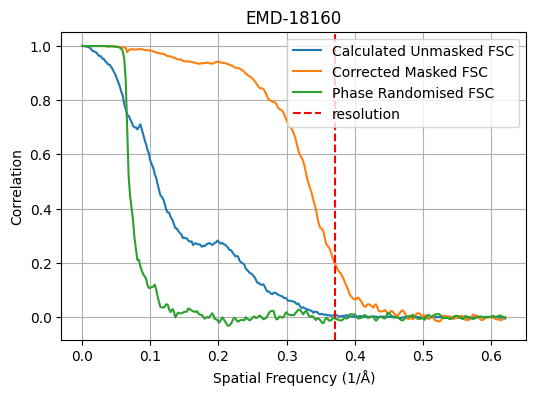 EMD-18160
Calculated Unmasked FSC
Corrected Masked FSC
Phase Randomised FSC
resolution
Correlation
1.0
0.8
0.6
0.4
0.2
0.0
0.0 0.1 0.2 0.3 0.4 0.5 0.6
Spatial Frequency (1/Å)